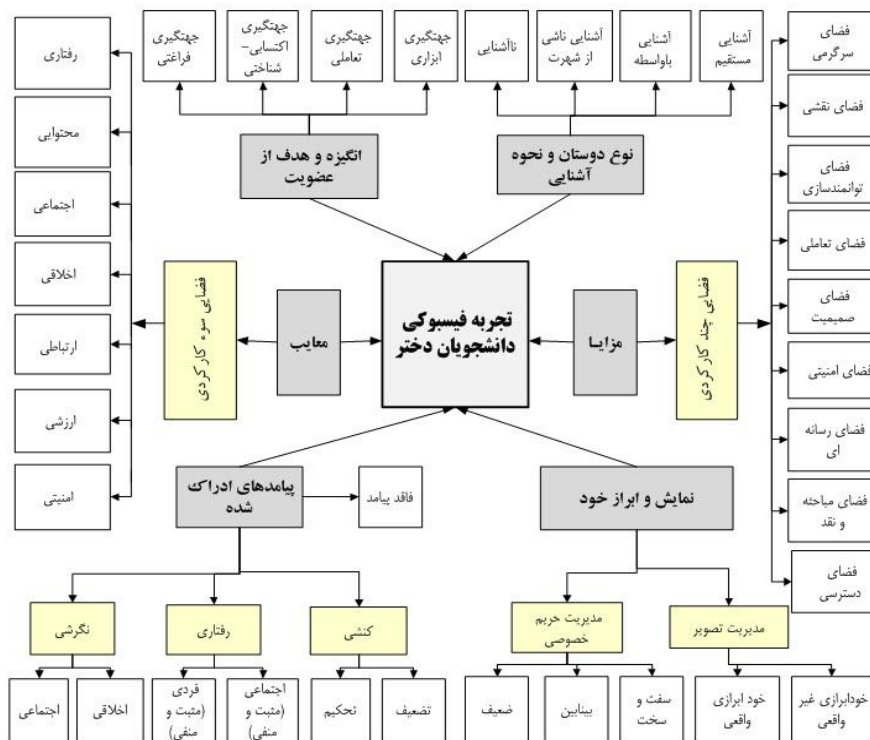 فضای
سرگرمی
فضای نقشی
فضای
توانمندسازی
فضای تعاملی
فضای
صمیمیت
فضای امنیتی
فضای رسانه
ای
فضای مباحثه
و نقد
فضای
دسترسی
آشنایی
مستقیم
آشنایی
باواسطه
آشنایی ناشی
از شهرت
ناآشنایی
جهتگیری
ابزاری
جهتگیری
تعاملی
جهتگیری
اکتسابی-
شناختی
جهتگیری
فراغتی
نوع دوستان و نحوه
آشنایی
انگیزه و هدف از
عضویت
رفتاری
محتوایی
اجتماعی
اخلاقی
ارتباطی
ارزشی
امنیتی
فضایی چند کارکردی
مزایـا
تجربه فیسبوکی
دانشجویان دختر
معایب
فضایی سوء کارکردی
نمایش و ابراز خود
فاقد پیامد
پیامدهای ادراک
شده
مدیریت تصویر
مدیریت حریم
خصوصی
کنشی
رفتاری
نگرشی
خودابرازی غیر
واقعی
خود ابرازی
واقعی
سفت و
سخت
بینابین
ضعیف
تضعیف
تحکیم
اجتماعی
(مثبت و
منفی)
فردی
(مثبت و
منفی)
اخلاقی
اجتماعی